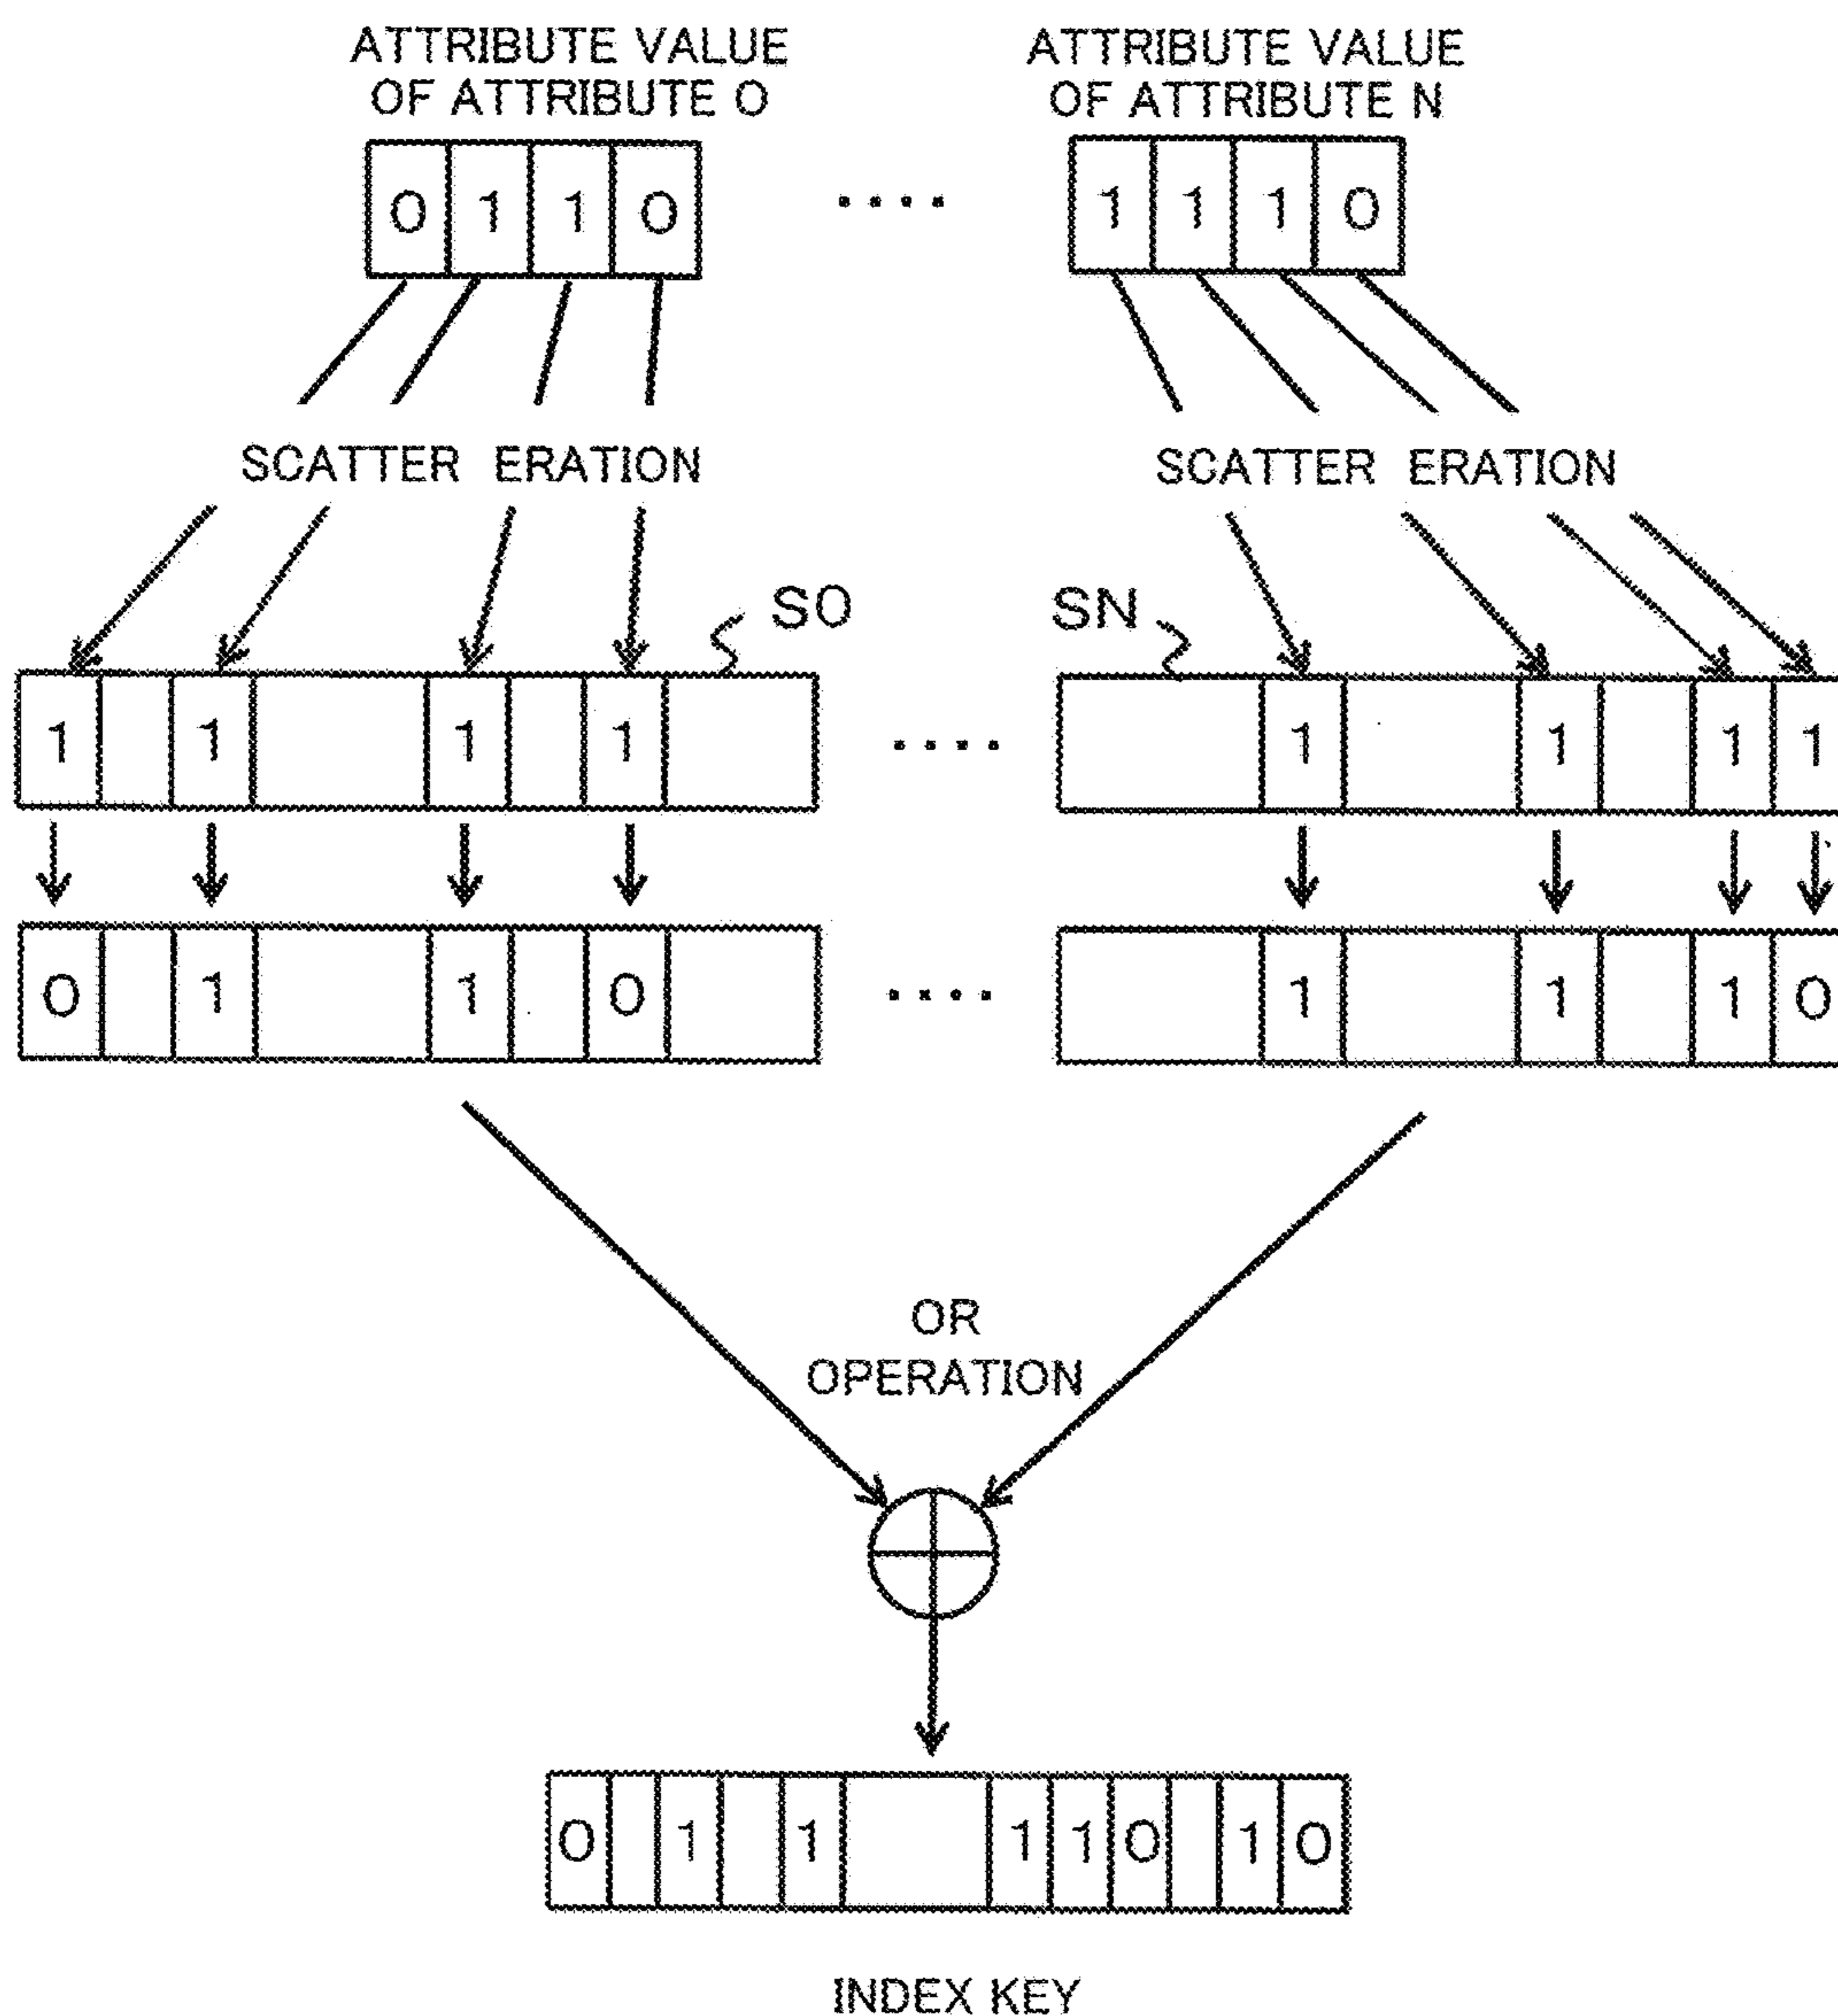 ATTRIBUTE VALUE
OF ATTRIBUTE 0
ATTRIBUTE VALUE
OF ATTRIBUTE N
0 1 1 0
....
1 1 1 0
SCATTER ERATION
SCATTER ERATION
S0
SN
1 1 1 1
....
1 1 1 1
0 1 1 0
....
1 1 1 0
OR
OPERATION
0 1 1 1 1 0 1 0
INDEX KEY